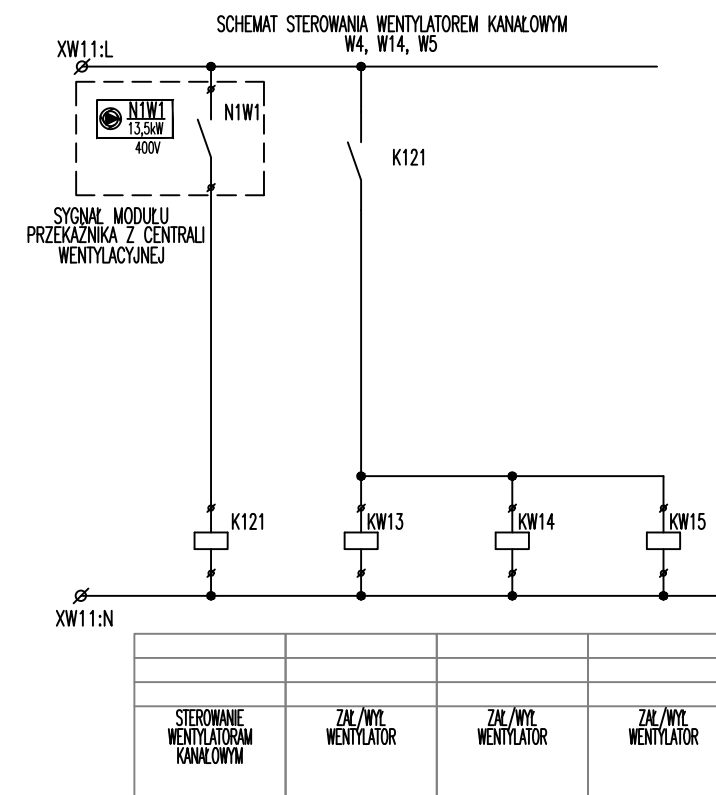 SCHEMAT STEROWANIA WENTYLATOREM KANAŁOWYM
W4, W14, W5
XW11:L
N1W1
13,5kW
400V
N1W1
K121
SYGNAŁ MODUŁU
PRZEKAŹNIKA Z CENTRALI
WENTYLACYJNEJ
K121
KW13
KW14
KW15
XW11:N
STEROWANIE
WENTYLATORAM
KANAŁOWYM
ZAŁ/WYŁ
WENTYLATOR
ZAŁ/WYŁ
WENTYLATOR
ZAŁ/WYŁ
WENTYLATOR